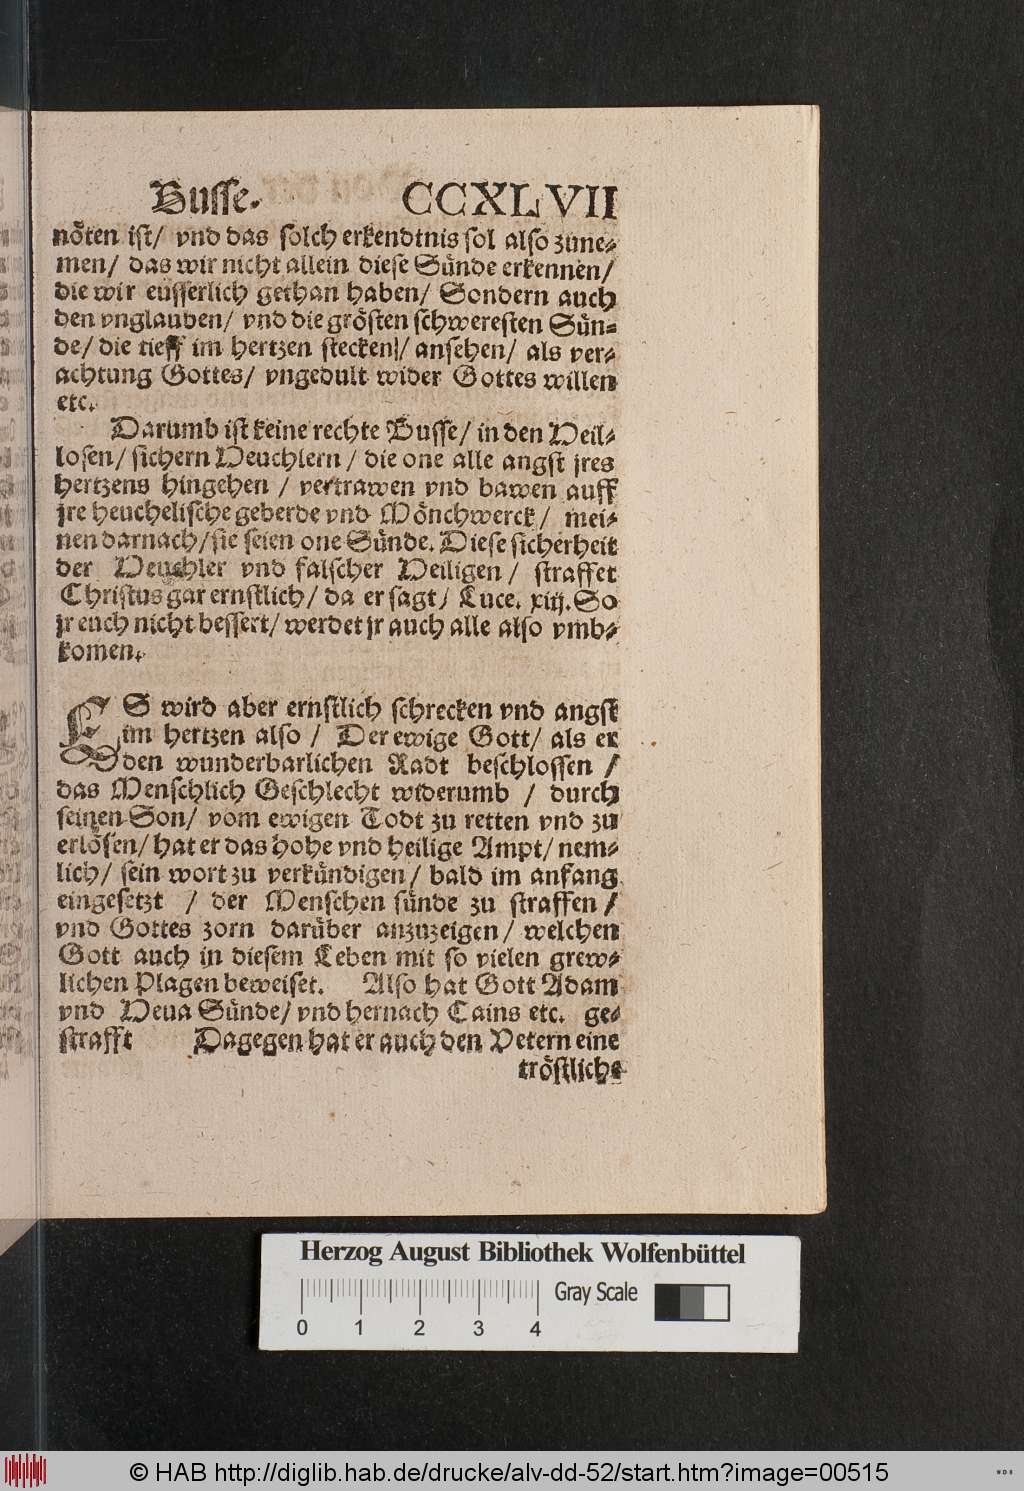 Busse. CCXLVII
nöten ist/ vnd das solch erkendtnis sol also zune-
men/ das wir nicht allein diese Sünde erkennen/
die wir eüsserlich gethan haben/ Sondern auch
den vnglauben/ vnd die grösten schweresten Sün-
de/ die tieff im hertzen stecken/ ansehen/ als ver-
achtung Gottes/ vngedult wider Gottes willen
etc.
Darumb ist keine rechte Busse/ in den Heil-
losen/ sichern Heuchlern/ die one alle angst jres
hertzens hingehen / vertrawen vnd bawen auff
jre heuchelische geberde vnd Mönchwerck/ mei-
nen darnach/ sie seien one Sünde. Diese sicherheit
der Heuchler vnd falscher Heiligen/ straffet
Christus gar ernstlich/ da er sagt/ Luce. xiij. So
jr euch nicht bessert/ werdet jr auch alle also vmb-
komen.
ES wird aber ernstlich schrecken vnd angst
im hertzen also / Der ewige Gott/ als er
den wunderbarlichen Radt beschlossen /
das Menschlich Geschlecht widerumb / durch
seinen Son/ vom ewigen Todt zu retten vnd zu
erlösen/ hat er das hohe vnd heilige Ampt/ nem-
lich/ sein wort zu verkündigen/ bald im anfang
eingesetzt / der Menschen sünde zu straffen /
vnd Gottes zorn darüber anzuzeigen/ welchen
Gott auch in diesem Leben mit so vielen grew-
lichen Plagen beweiset. Also hat Gott Adam
vnd Heua Sünde/ vnd hernach Cains etc. ge-
strafft Dagegen hat er auch den Vetern eine
tröstliche
Herzog August Bibliothek Wolfenbüttel
Gray Scale
0 1 2 3 4
© HAB http://diglib.hab.de/drucke/alv-dd-52/start.htm?image=00515